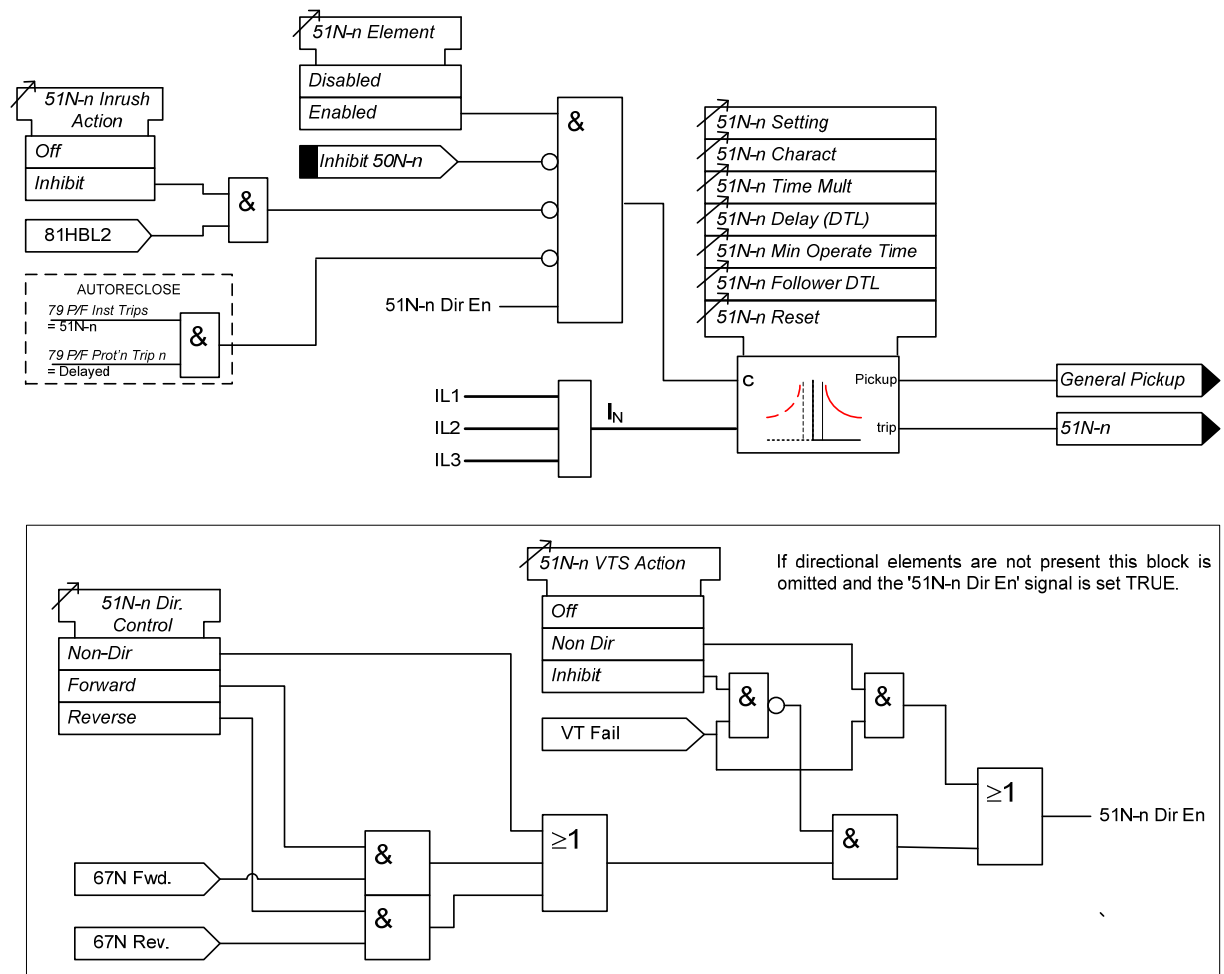 51N-n Element
Disabled
Enabled
51N-n Inrush
Action
Off
Inhibit
Inhibit 50N-n
81HBL2
&
&
AUTORECLOSE
79 P/F Inst Trips
= 51N-n
79 P/F Prot'n Trip n
= Delayed
&
51N-n Dir En
51N-n Setting
51N-n Charact
51N-n Time Mult
51N-n Delay (DTL)
51N-n Min Operate Time
51N-n Follower DTL
51N-n Reset
C
Pickup
trip
General Pickup
51N-n
IL1
IL2
IL3
IN
51N-n VTS Action
Off
Non Dir
Inhibit
If directional elements are not present this block is
omitted and the '51N-n Dir En' signal is set TRUE.
51N-n Dir.
Control
Non-Dir
Forward
Reverse
&
&
VT Fail
≥1
51N-n Dir En
≥1
&
&
67N Fwd.
&
67N Rev.